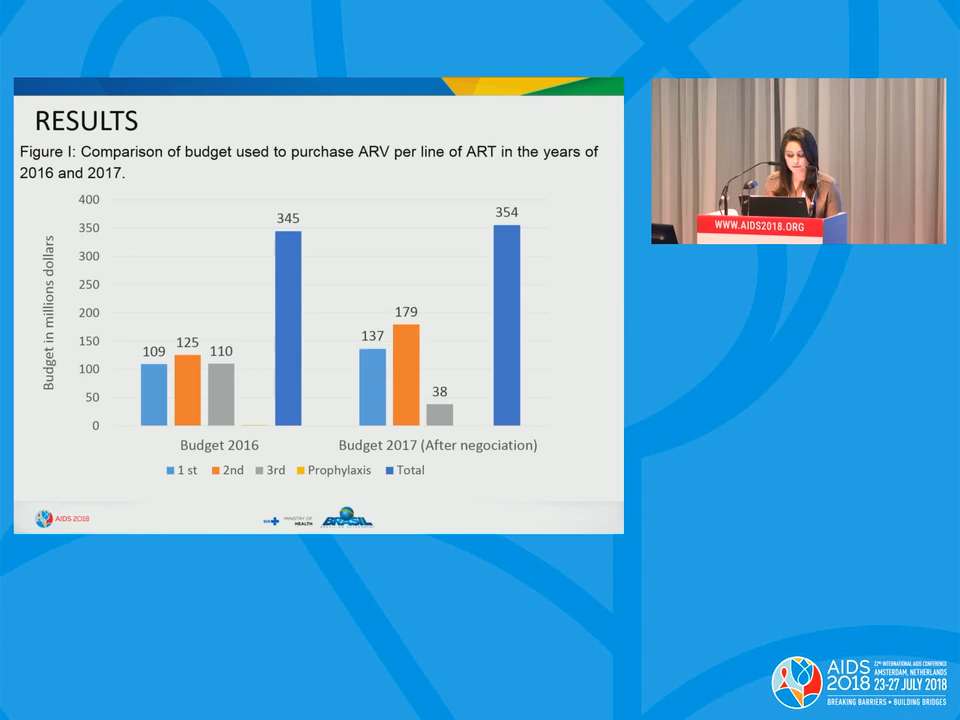 RESULTS
Figure I: Comparison of budget used to purchase ARV per line of ART in the years of
2016 and 2017.
Budget in millions dollars
400
350
300
250
200
150
100
50
0
109
125
110
345
137
179
38
354
Budget 2016
Budget 2017 (After negociation)
1 st
2nd
3rd
Prophylaxis
Total
AIDS 2018
SUS
MINISTRY OF
HEALTH
BRASIL
WWW.AIDS2018.ORG
AIDS
2018
22ND INTERNATIONAL AIDS CONFERENCE
AMSTERDAM, NETHERLANDS
23-27 JULY 2018
BREAKING BARRIERS • BUILDING BRIDGES